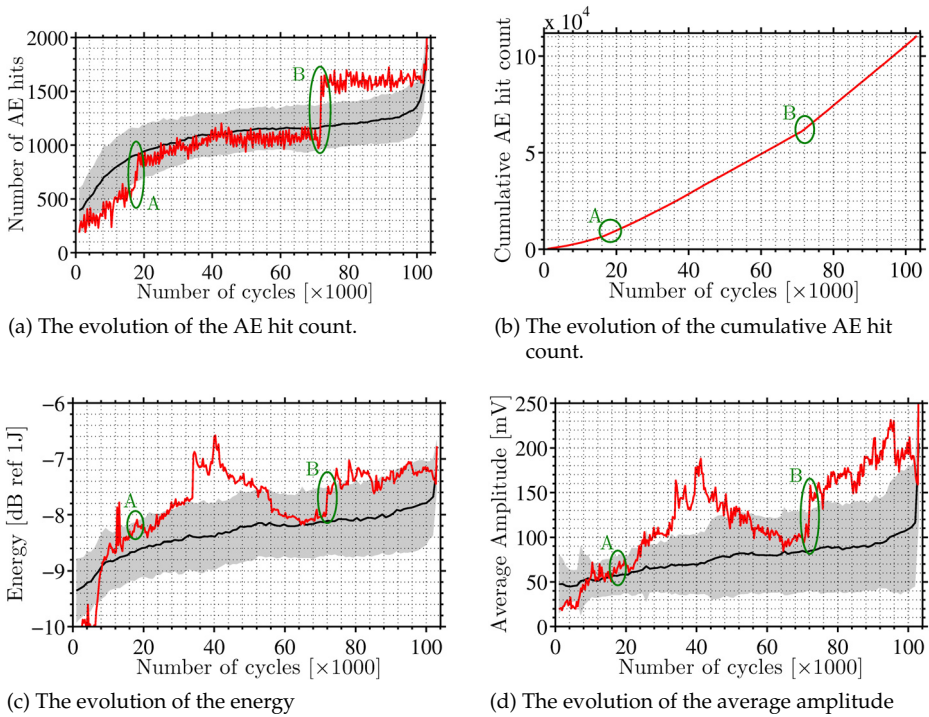 2000
1500
1000
500
0
Number of AE hits
B
A
0 20 40 60 80 100
Number of cycles [×1000]
(a) The evolution of the AE hit count.
x 10⁴
10
5
0
Cumulative AE hit count
B
A
0 20 40 60 80 100
Number of cycles [×1000]
(b) The evolution of the cumulative AE hit
count.
−6
−7
−8
−9
−10
Energy [dB ref 1J]
A
B
0 20 40 60 80 100
Number of cycles [×1000]
(c) The evolution of the energy
250
200
150
100
50
0
Average Amplitude [mV]
A
B
0 20 40 60 80 100
Number of cycles [×1000]
(d) The evolution of the average amplitude